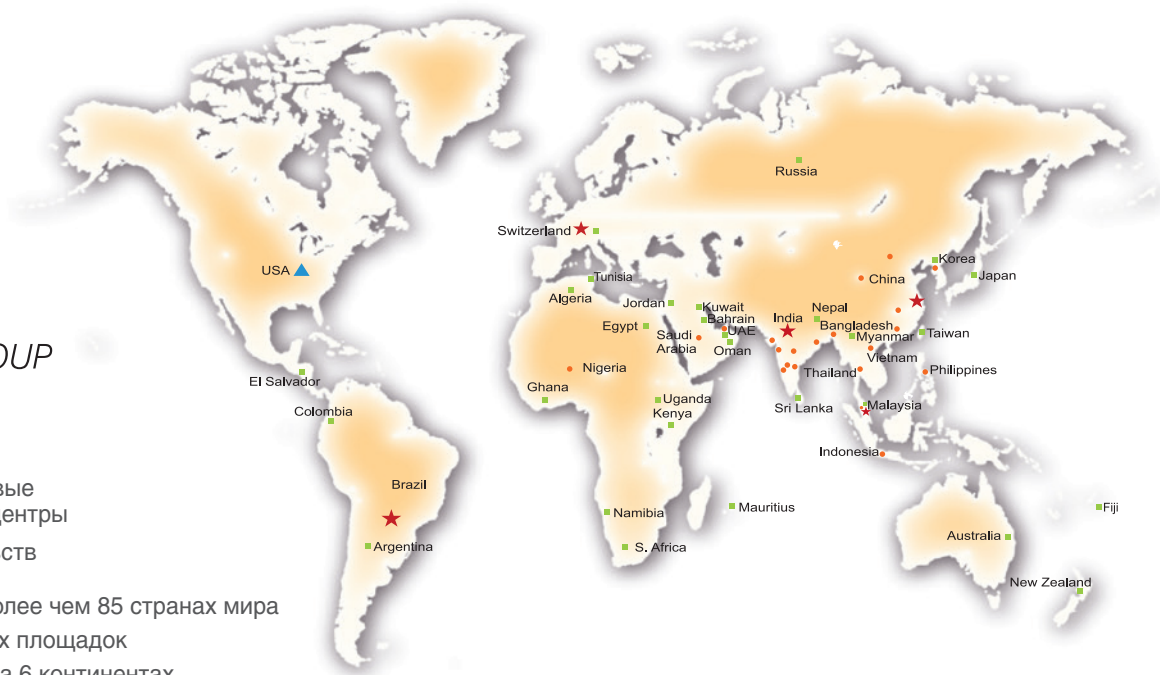 Russia
Switzerland
USA
Tunisia
Algeria
Jordan
Kuwait
Bahrain
Egypt
Saudi
Arabia
UAE
Oman
India
Nepal
Bangladesh
Myanmar
China
Korea
Japan
Taiwan
Vietnam
Thailand
Philippines
OUP
El Salvador
Colombia
Nigeria
Ghana
Uganda
Kenya
Sri Lanka
Malaysia
Indonesia
Brazil
Argentina
Namibia
Mauritius
S. Africa
Australia
Fiji
New Zealand
вые
центры
ств
олее чем 85 странах мира
х площадок
а 6 континентах